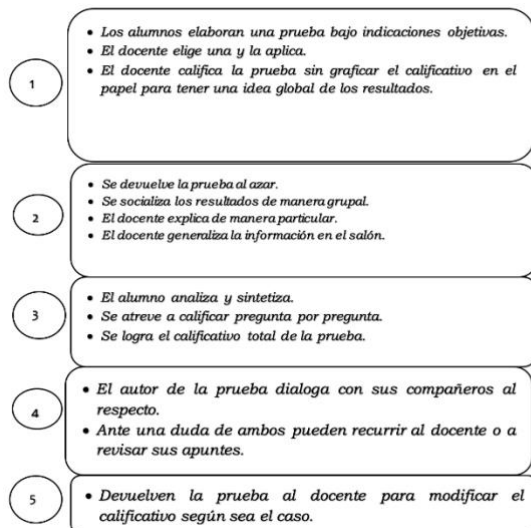 1
• Los alumnos elaboran una prueba bajo indicaciones objetivas.
• El docente elige una y la aplica.
• El docente califica la prueba sin graficar el calificativo en el
papel para tener una idea global de los resultados.
2
• Se devuelve la prueba al azar.
• Se socializa los resultados de manera grupal.
• El docente explica de manera particular.
• El docente generaliza la información en el salón.
3
• El alumno analiza y sintetiza.
• Se atreve a calificar pregunta por pregunta.
• Se logra el calificativo total de la prueba.
4
• El autor de la prueba dialoga con sus compañeros al
respecto.
• Ante una duda de ambos pueden recurrir al docente o a
revisar sus apuntes.
5
• Devuelven la prueba al docente para modificar el
calificativo según sea el caso.